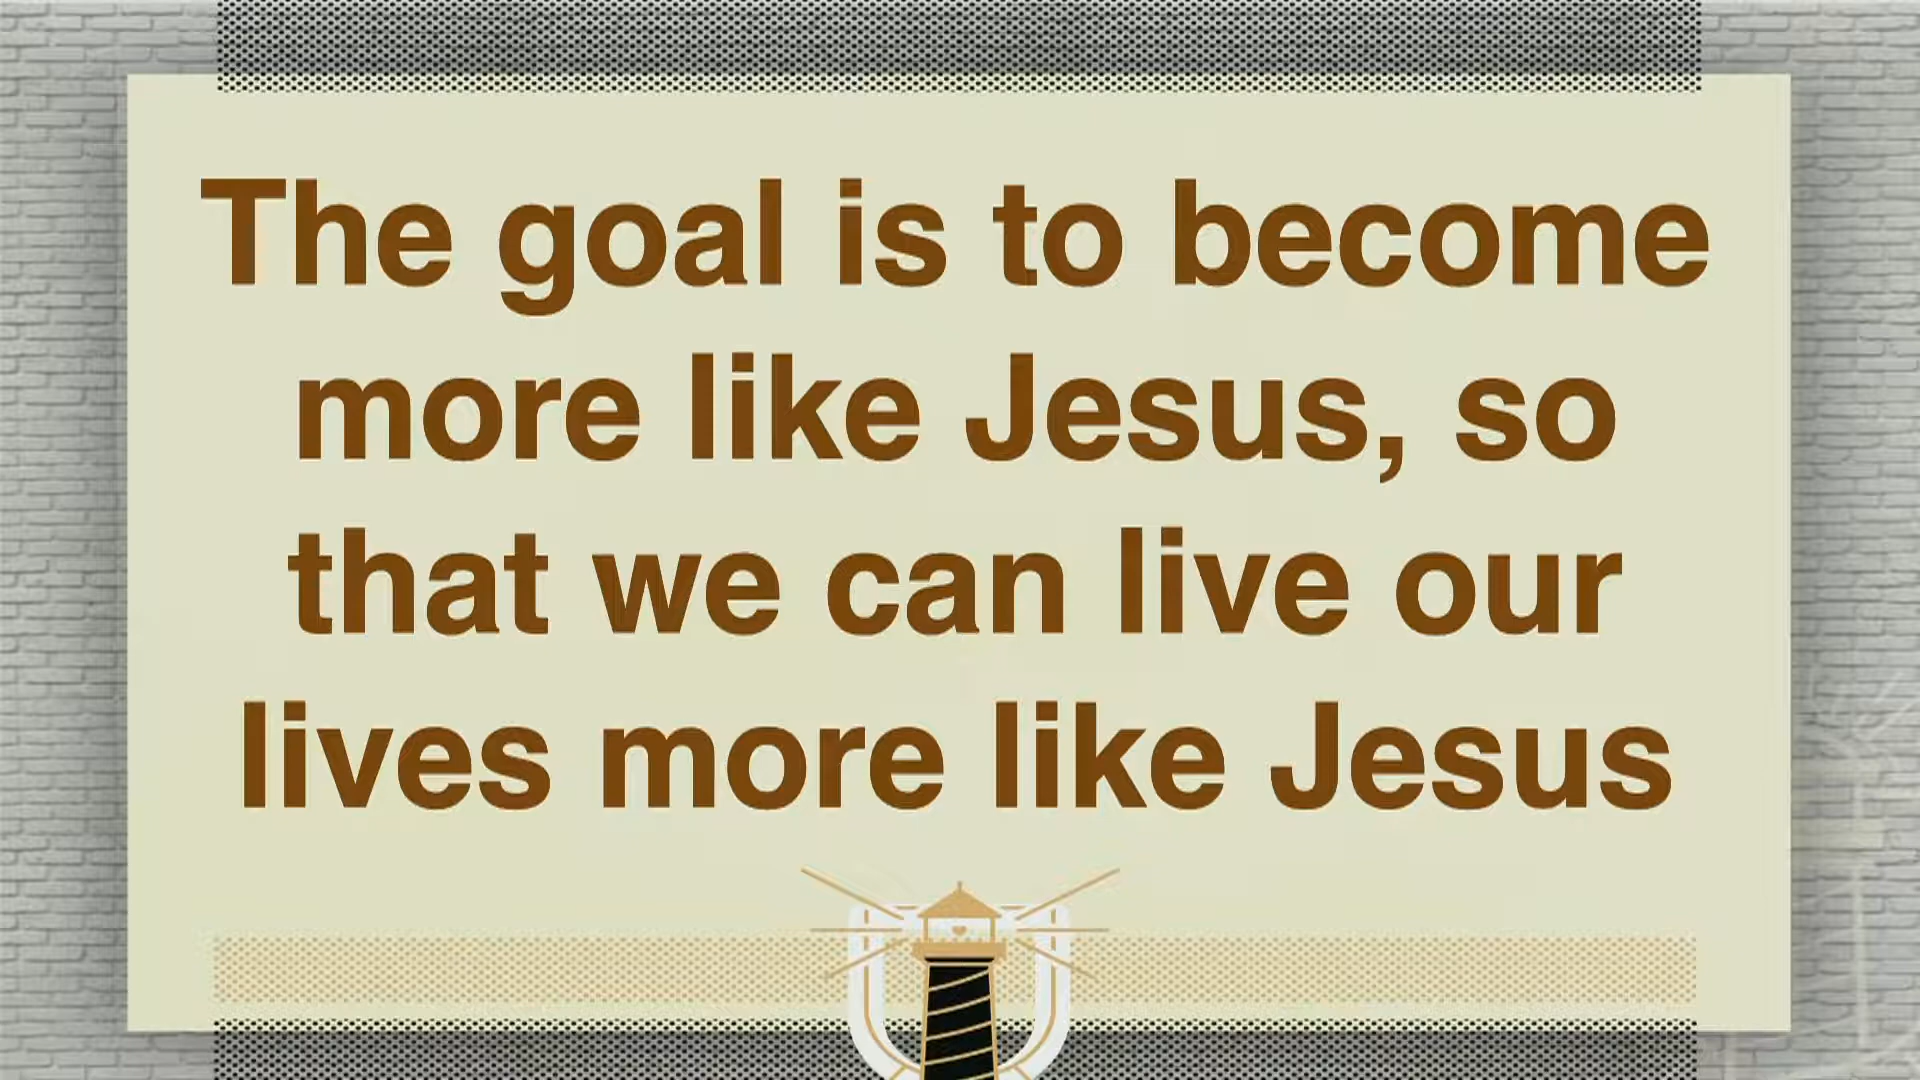 The goal is to become
more like Jesus, so
that we can live our
lives more like Jesus